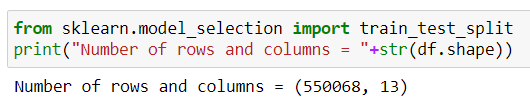 from sklearn.model_selection import train_test_split
print("Number of rows and columns = "+str(df.shape))
Number of rows and columns = (550068, 13)